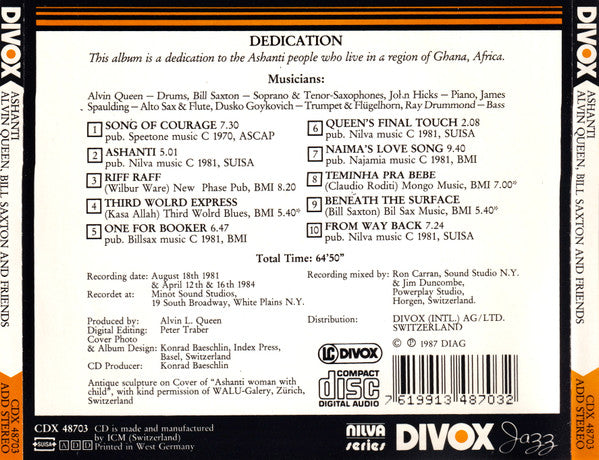 DIVOX
ASHANTI
ALVIN QUEEN, BILL SAXTON AND FRIENDS
CDX 48703
ADD STEREO
DEDICATION
This album is a dedication to the Ashanti people who live in a region of Ghana, Africa.
Musicians:
Alvin Queen – Drums, Bill Saxton – Soprano & Tenor-Saxophones, John Hicks – Piano, James
Spaulding – Alto Sax & Flute, Dusko Goykovich – Trumpet & Flügelhorn, Ray Drummond – Bass
1 SONG OF COURAGE 7.30
pub. Speetone music C 1970, ASCAP
2 ASHANTI 5.01
pub. Nilva music C 1981, SUISA
3 RIFF RAFF
(Wilbur Ware) New Phase Pub, BMI 8.20
4 THIRD WOLRD EXPRESS
(Kasa Allah) Third Wolrd Blues, BMI 5.40*
5 ONE FOR BOOKER 6.47
pub. Billsax music C 1981, BMI
6 QUEEN'S FINAL TOUCH 2.08
pub. Nilva music C 1981, SUISA
7 NAIMA'S LOVE SONG 9.40
pub. Najamia music C 1981, BMI
8 TEMINHA PRA BEBE
(Claudio Roditi) Mongo Music, BMI 7.00*
9 BENEATH THE SURFACE
(Bill Saxton) Bil Sax Music, BMI 5.40*
10 FROM WAY BACK 7.24
pub. Nilva music C 1981, SUISA
Total Time: 64'50"
Recording date: August 18th 1981
& April 12th & 16th 1984
Recordet at: Minot Sound Studios,
19 South Broadway, White Plains N.Y.
Recording mixed by: Ron Carran, Sound Studio N.Y.
& Jim Duncombe,
Powerplay Studio,
Horgen, Switzerland.
Produced by: Alvin L. Queen
Digital Editing: Peter Traber
Cover Photo
& Album Design: Konrad Baeschlin, Index Press,
Basel, Switzerland
CD Producer: Konrad Baeschlin
Distribution: DIVOX (INTL.) AG/LTD.
SWITZERLAND
© ℗ 1987 DIAG
Antique sculpture on Cover of "Ashanti woman with
child", with kind permission of WALU-Galery, Zürich,
Switzerland
LC DIVOX
COMPACT
disc
DIGITAL AUDIO
7 619913 487032
CDX 48703
SUISA
A D D
CD is made and manufactured
by ICM (Switzerland)
Printed in West Germany
nilva
series
DIVOX
Jazz
DIVOX
ASHANTI
ALVIN QUEEN, BILL SAXTON AND FRIENDS
CDX 48703
ADD STEREO